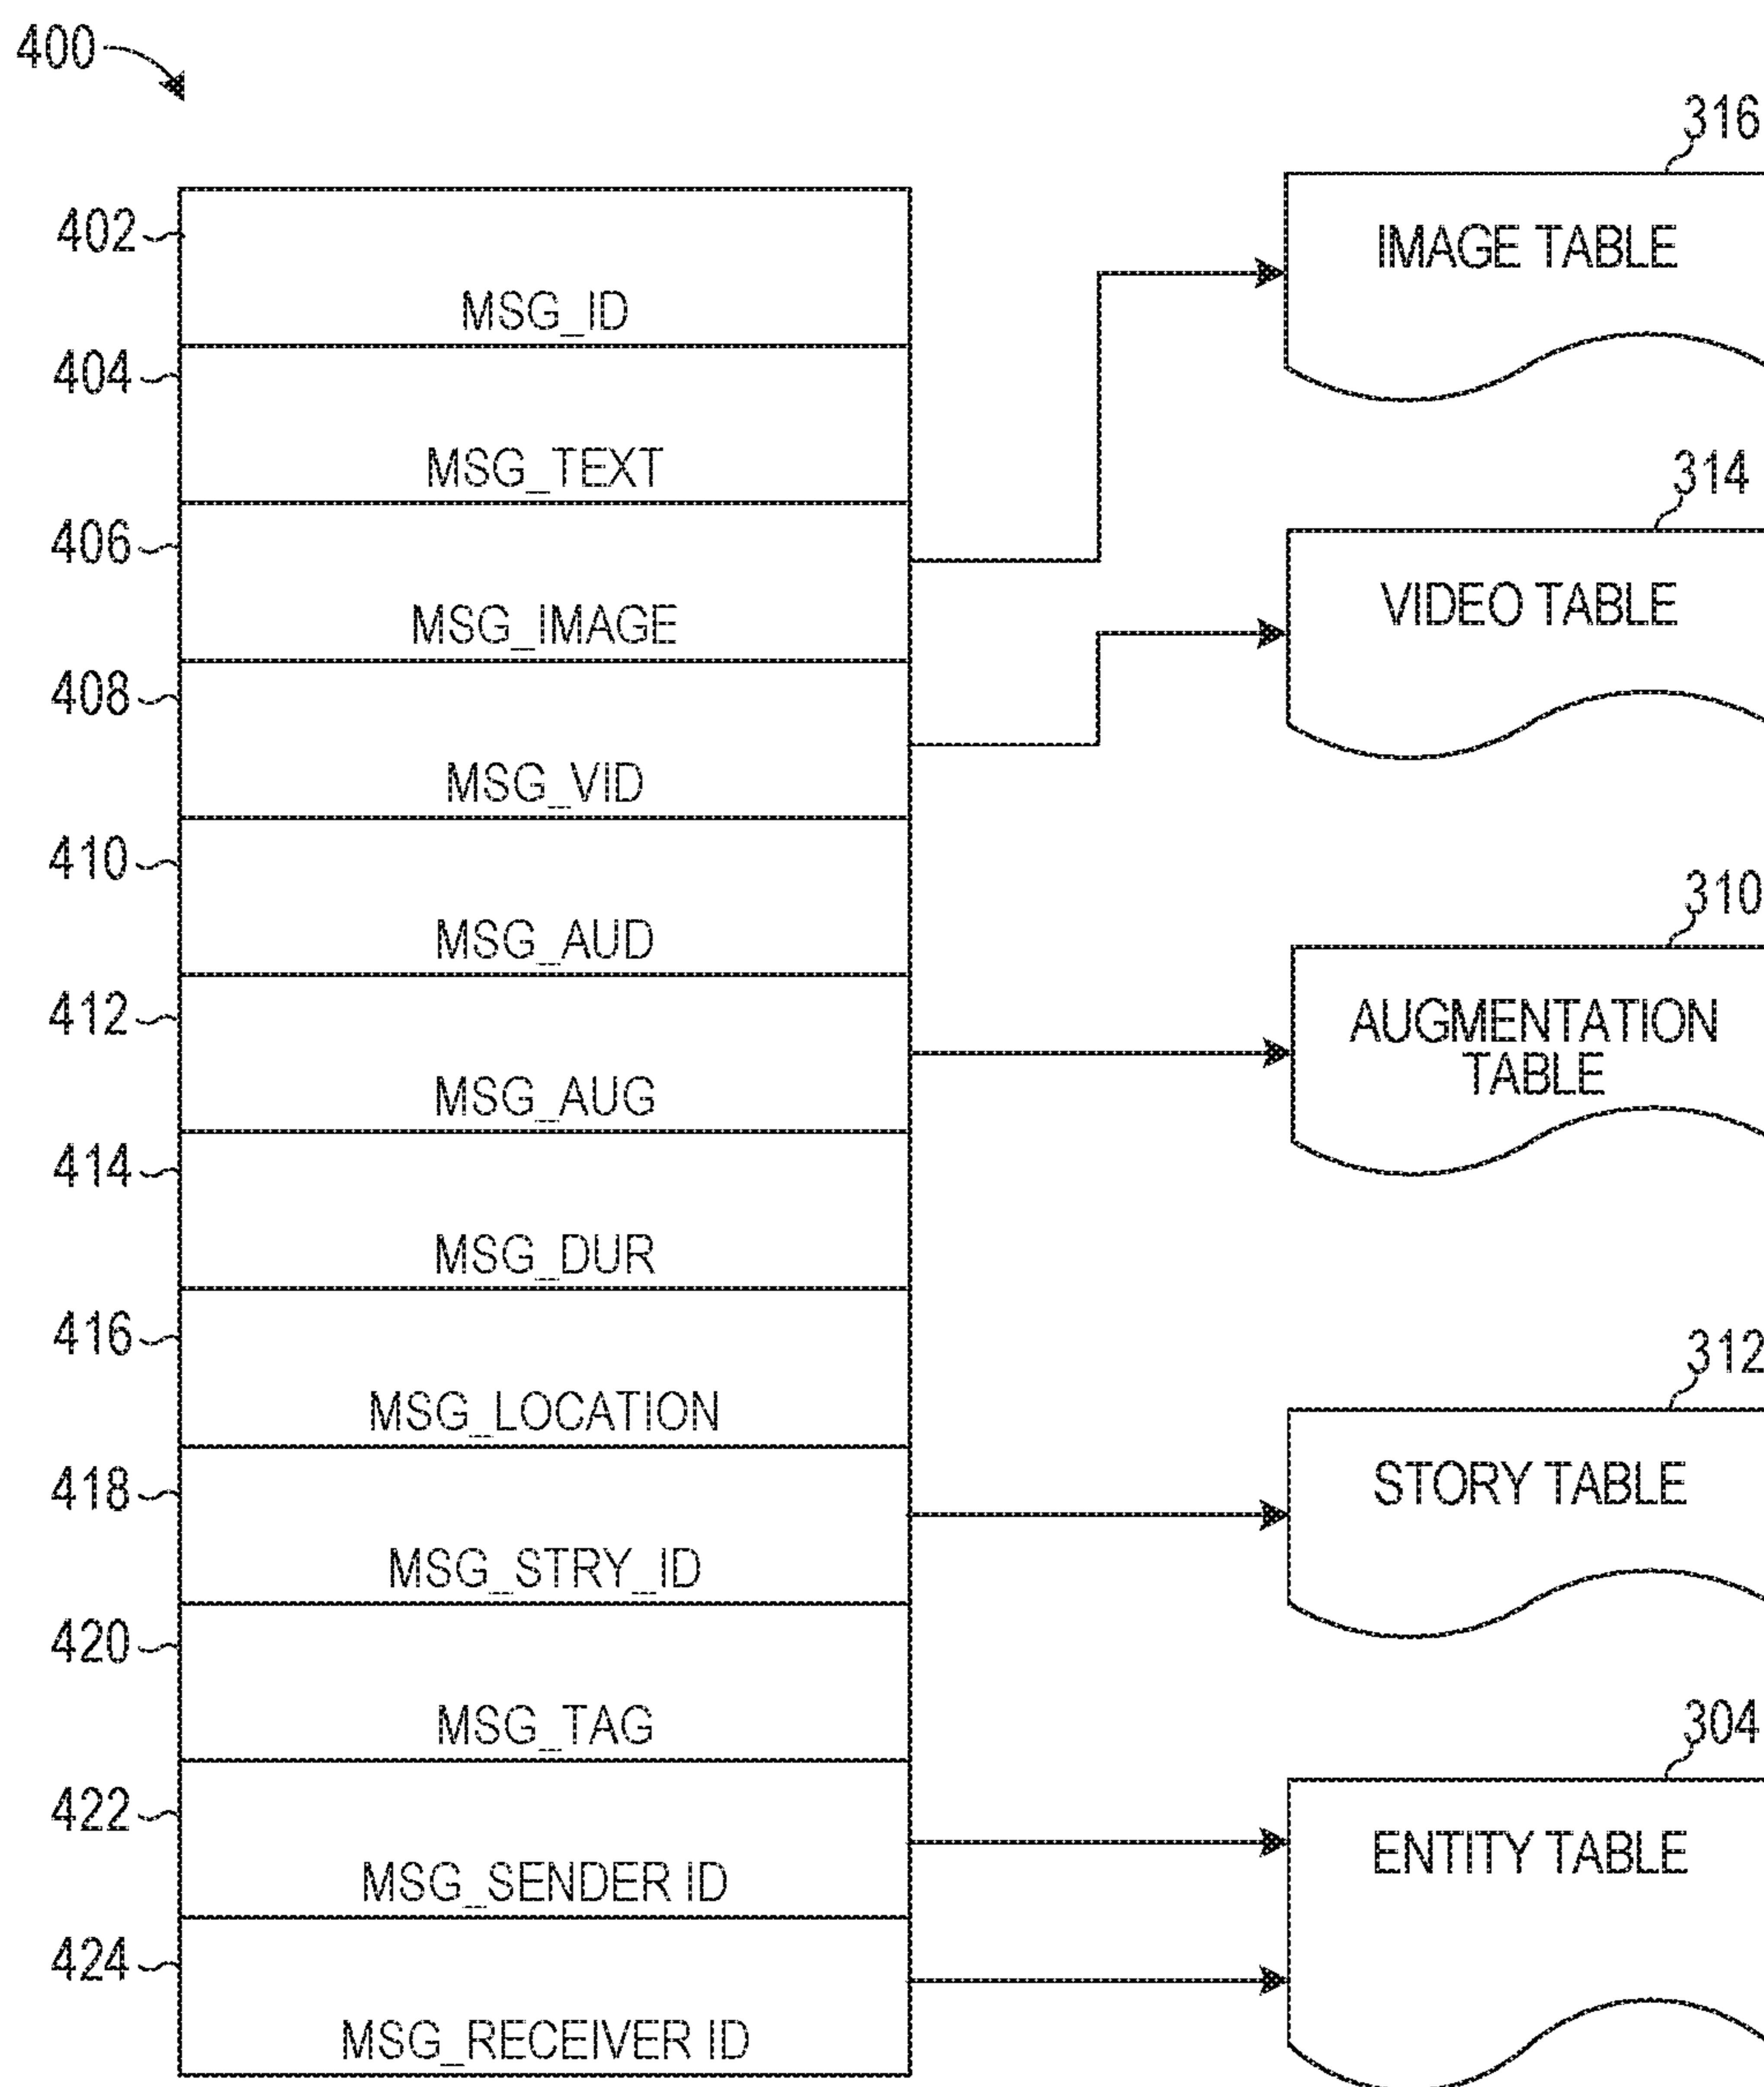 400
316
402
IMAGE TABLE
MSG_ID
404
MSG_TEXT
314
406
VIDEO TABLE
MSG_IMAGE
408
MSG_VID
410
310
MSG_AUD
412
AUGMENTATION
TABLE
MSG_AUG
414
MSG_DUR
416
312
MSG_LOCATION
418
STORY TABLE
MSG_STRY_ID
420
MSG_TAG
304
422
ENTITY TABLE
MSG_SENDER ID
424
MSG_RECEIVER ID